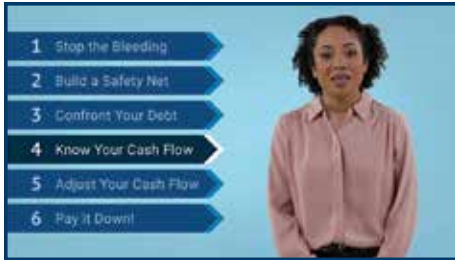 1 Stop the Bleeding
2 Build a Safety Net
3 Confront Your Debt
4 Know Your Cash Flow
5 Adjust Your Cash Flow
6 Pay It Down!